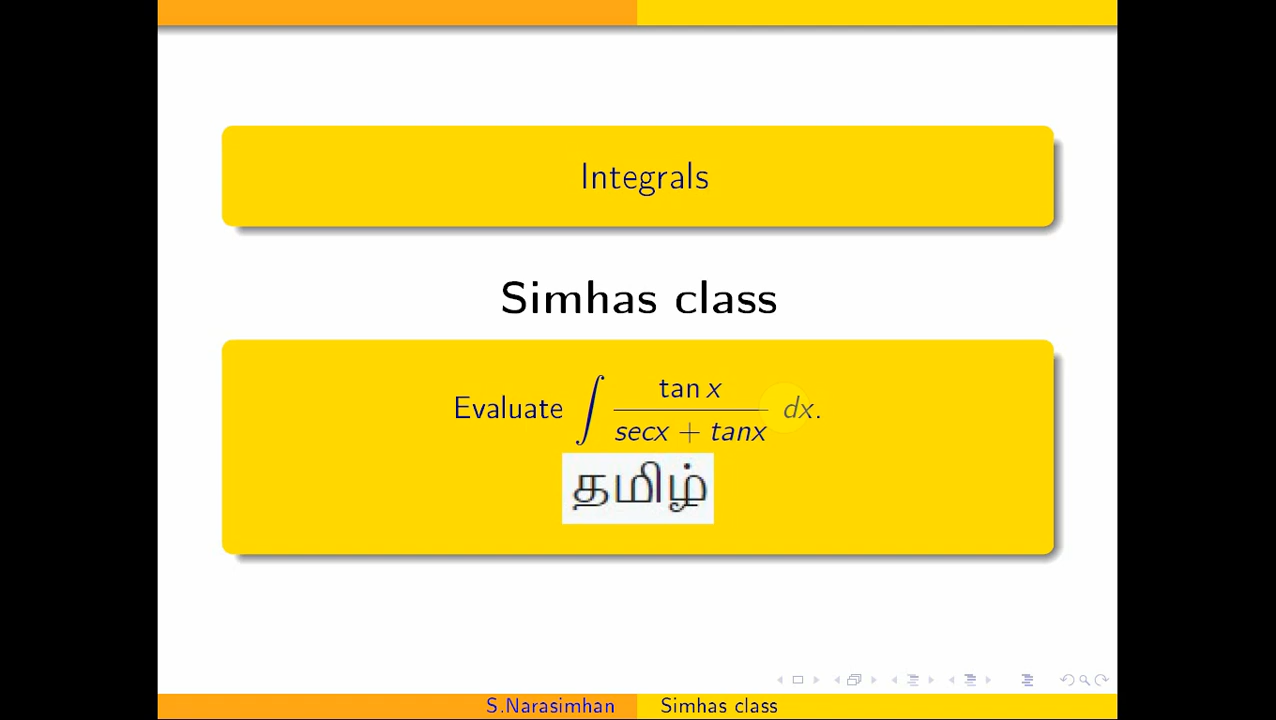 Integrals
Simhas class
Evaluate ∫ tan x / secx + tanx dx.
தமிழ்
S.Narasimhan Simhas class